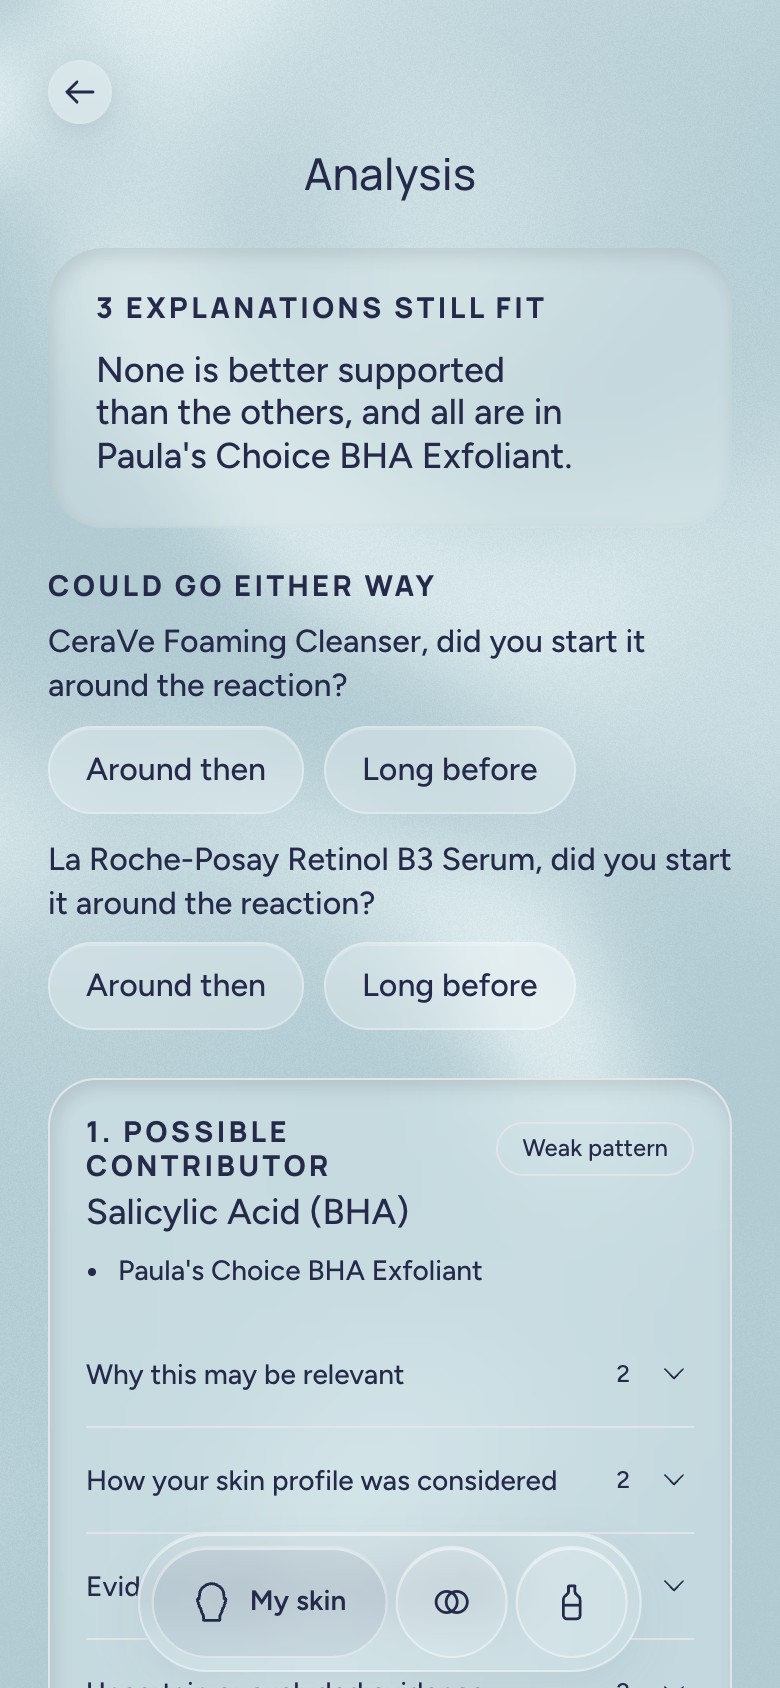 Analysis
3 EXPLANATIONS STILL FIT
None is better supported
than the others, and all are in
Paula's Choice BHA Exfoliant.
COULD GO EITHER WAY
CeraVe Foaming Cleanser, did you start it
around the reaction?
Around then
Long before
La Roche-Posay Retinol B3 Serum, did you start
it around the reaction?
Around then
Long before
1. POSSIBLE
CONTRIBUTOR
Weak pattern
Salicylic Acid (BHA)
• Paula's Choice BHA Exfoliant
Why this may be relevant 2
How your skin profile was considered 2
Evid
My skin